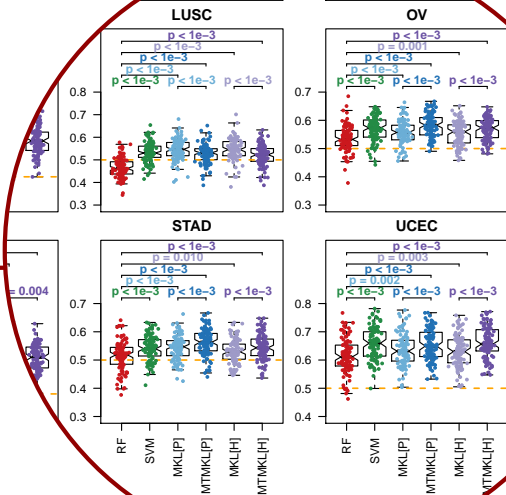 LUSC
p < 1e−3
p < 1e−3
p < 1e−3
p < 1e−3
p < 1e−3 p < 1e−3 p < 1e−3
0.8
0.7
0.6
0.5
0.4
0.3
OV
p < 1e−3
p = 0.001
p < 1e−3
p < 1e−3
p < 1e−3 p < 1e−3 p < 1e−3
0.7
0.6
0.5
0.4
0.3
= 0.004
STAD
p < 1e−3
p = 0.010
p < 1e−3
p < 1e−3
p < 1e−3 p < 1e−3 p < 1e−3
0.7
0.6
0.5
0.4
0.3
RF
SVM
MKL[P]
MTMKL[P]
MKL[H]
MTMKL[H]
UCEC
p < 1e−3
p = 0.003
p < 1e−3
p = 0.002
p < 1e−3 p < 1e−3 p < 1e−3
0.8
0.7
0.6
0.5
0.4
RF
SVM
MKL[P]
MTMKL[P]
MKL[H]
MTMKL[H]